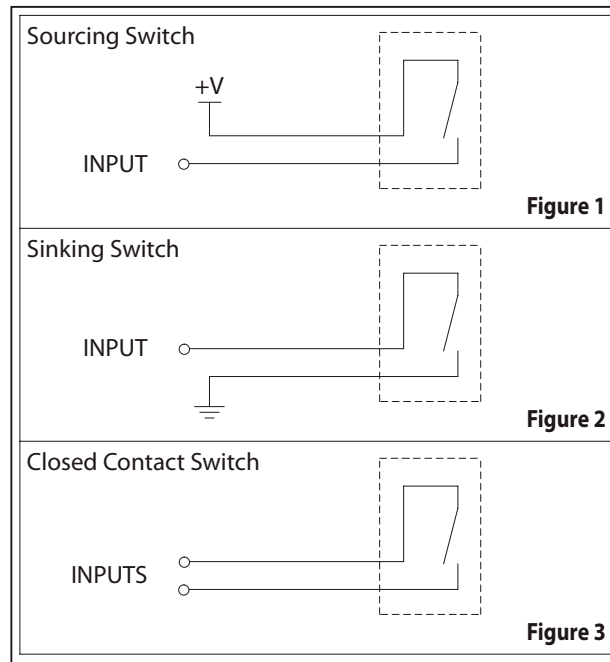 Sourcing Switch
+V
INPUT
Figure 1
Sinking Switch
INPUT
Figure 2
Closed Contact Switch
INPUTS
Figure 3